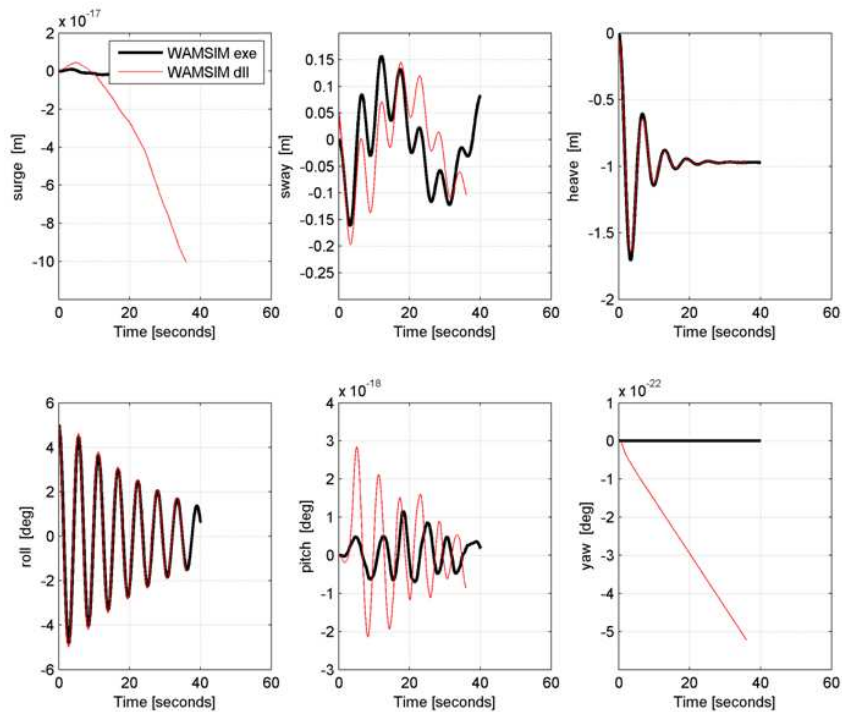 x 10^-17
2
0
-2
-4
-6
-8
-10
surge [m]
0 20 40 60
Time [seconds]
WAMSIM exe
WAMSIM dll
0.15
0.1
0.05
0
-0.05
-0.1
-0.15
-0.2
-0.25
sway [m]
0 20 40 60
Time [seconds]
0
-0.5
-1
-1.5
-2
heave [m]
0 20 40 60
Time [seconds]
6
4
2
0
-2
-4
-6
roll [deg]
0 20 40 60
Time [seconds]
x 10^-18
4
3
2
1
0
-1
-2
-3
pitch [deg]
0 20 40 60
Time [seconds]
x 10^-22
1
0
-1
-2
-3
-4
-5
-6
yaw [deg]
0 20 40 60
Time [seconds]